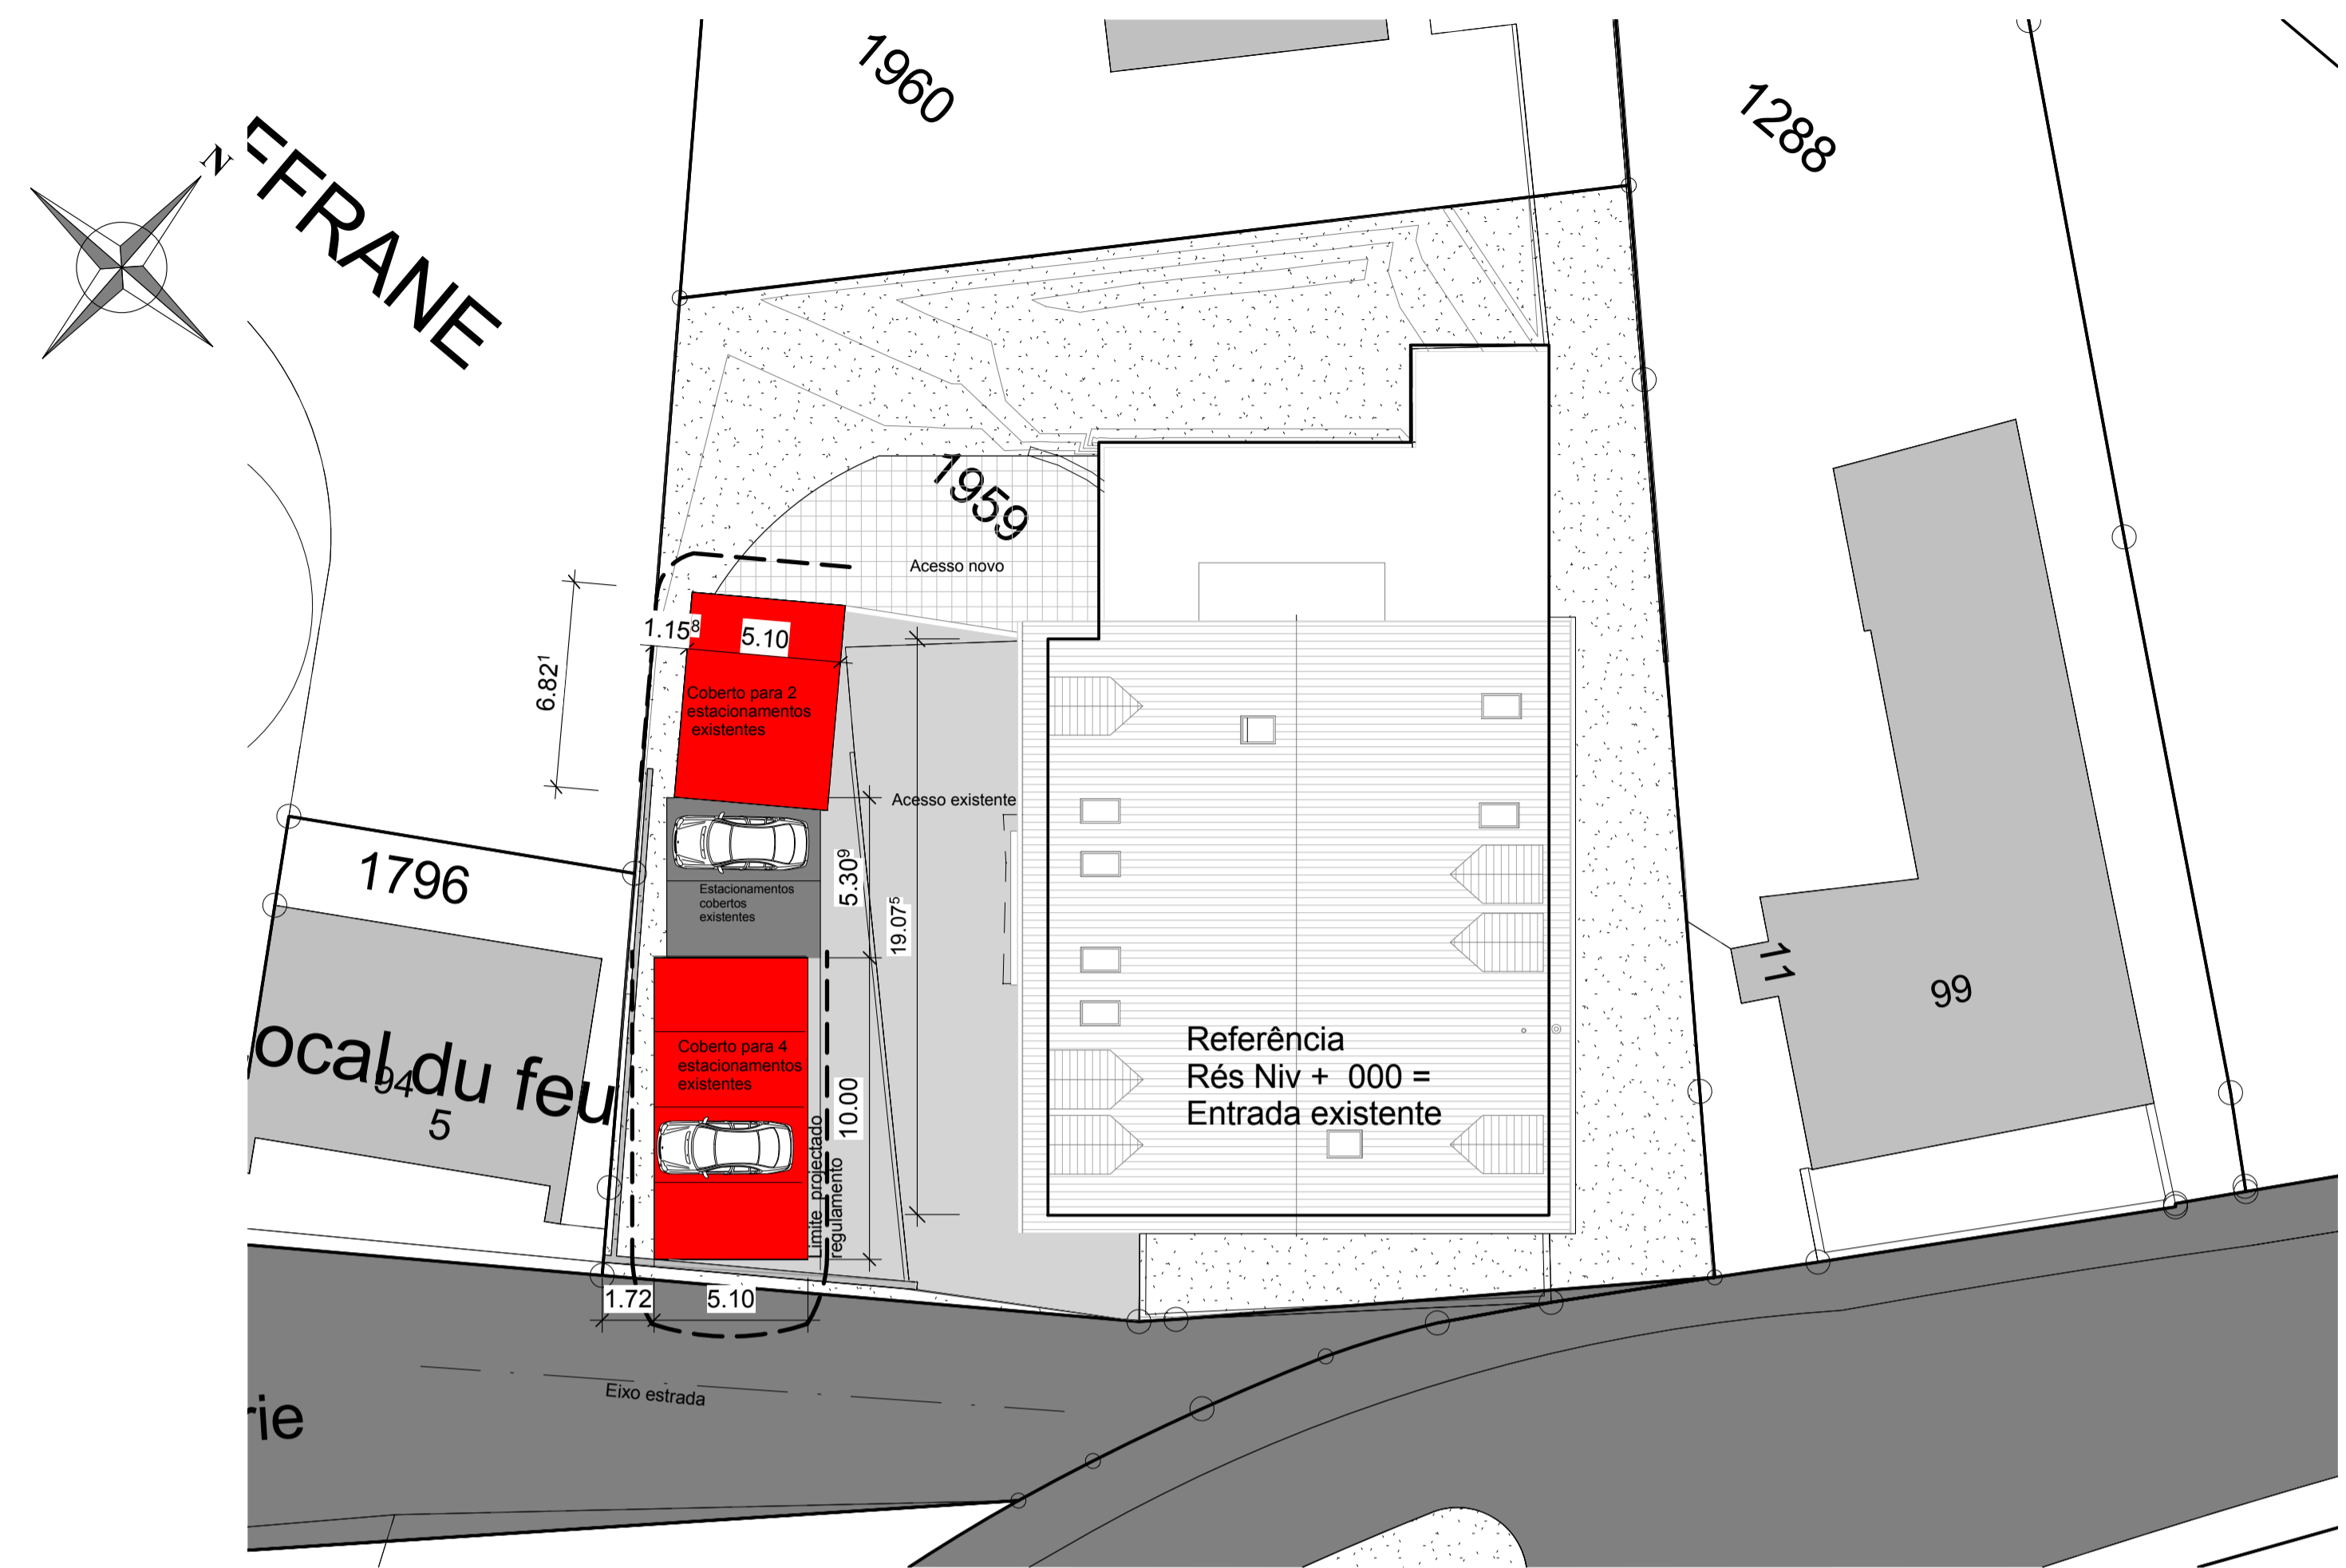 1960
1288
N
FFRANE
1959
Acesso novo
1.15⁸
5.10
6.82¹
Coberto para 2
estacionamentos
existentes
Acesso existente
1796
Estacionamentos
cobertos
existentes
5.30⁹
19.07⁵
11
99
ocal du feu
94
5
Coberto para 4
estacionamentos
existentes
10.00
Limite projectado
regulamento
Referência
Rés Niv + 000 =
Entrada existente
1.72
5.10
Eixo estrada
rie